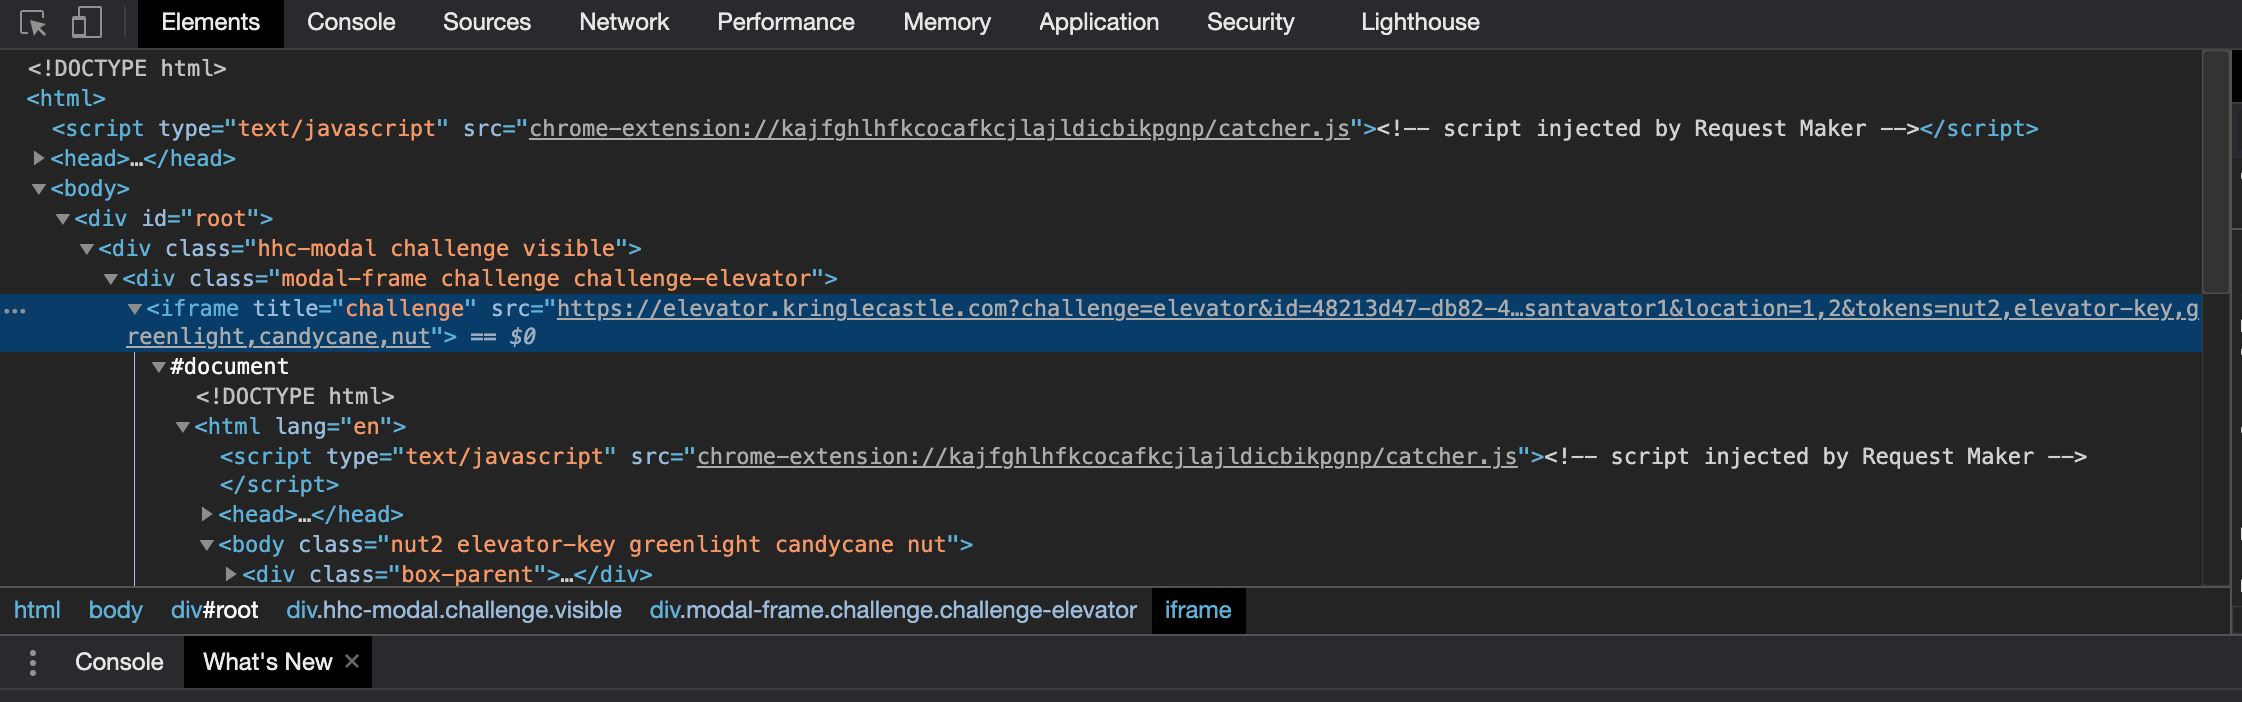 Elements Console Sources Network Performance Memory Application Security Lighthouse
<!DOCTYPE html>
<html>
<script type="text/javascript" src="chrome-extension://kajfghlhfkcocafkcjlajldicbikpgnp/catcher.js"><!-- script injected by Request Maker --></script>
<head>…</head>
<body>
<div id="root">
<div class="hhc-modal challenge visible">
<div class="modal-frame challenge challenge-elevator">
<iframe title="challenge" src="https://elevator.kringlecastle.com?challenge=elevator&id=48213d47-db82-4…santavator1&location=1,2&tokens=nut2,elevator-key,g
reenlight,candycane,nut"> == $0
#document
<!DOCTYPE html>
<html lang="en">
<script type="text/javascript" src="chrome-extension://kajfghlhfkcocafkcjlajldicbikpgnp/catcher.js"><!-- script injected by Request Maker -->
</script>
<head>…</head>
<body class="nut2 elevator-key greenlight candycane nut">
<div class="box-parent">…</div>
html body div#root div.hhc-modal.challenge.visible div.modal-frame.challenge.challenge-elevator iframe
Console What's New ×